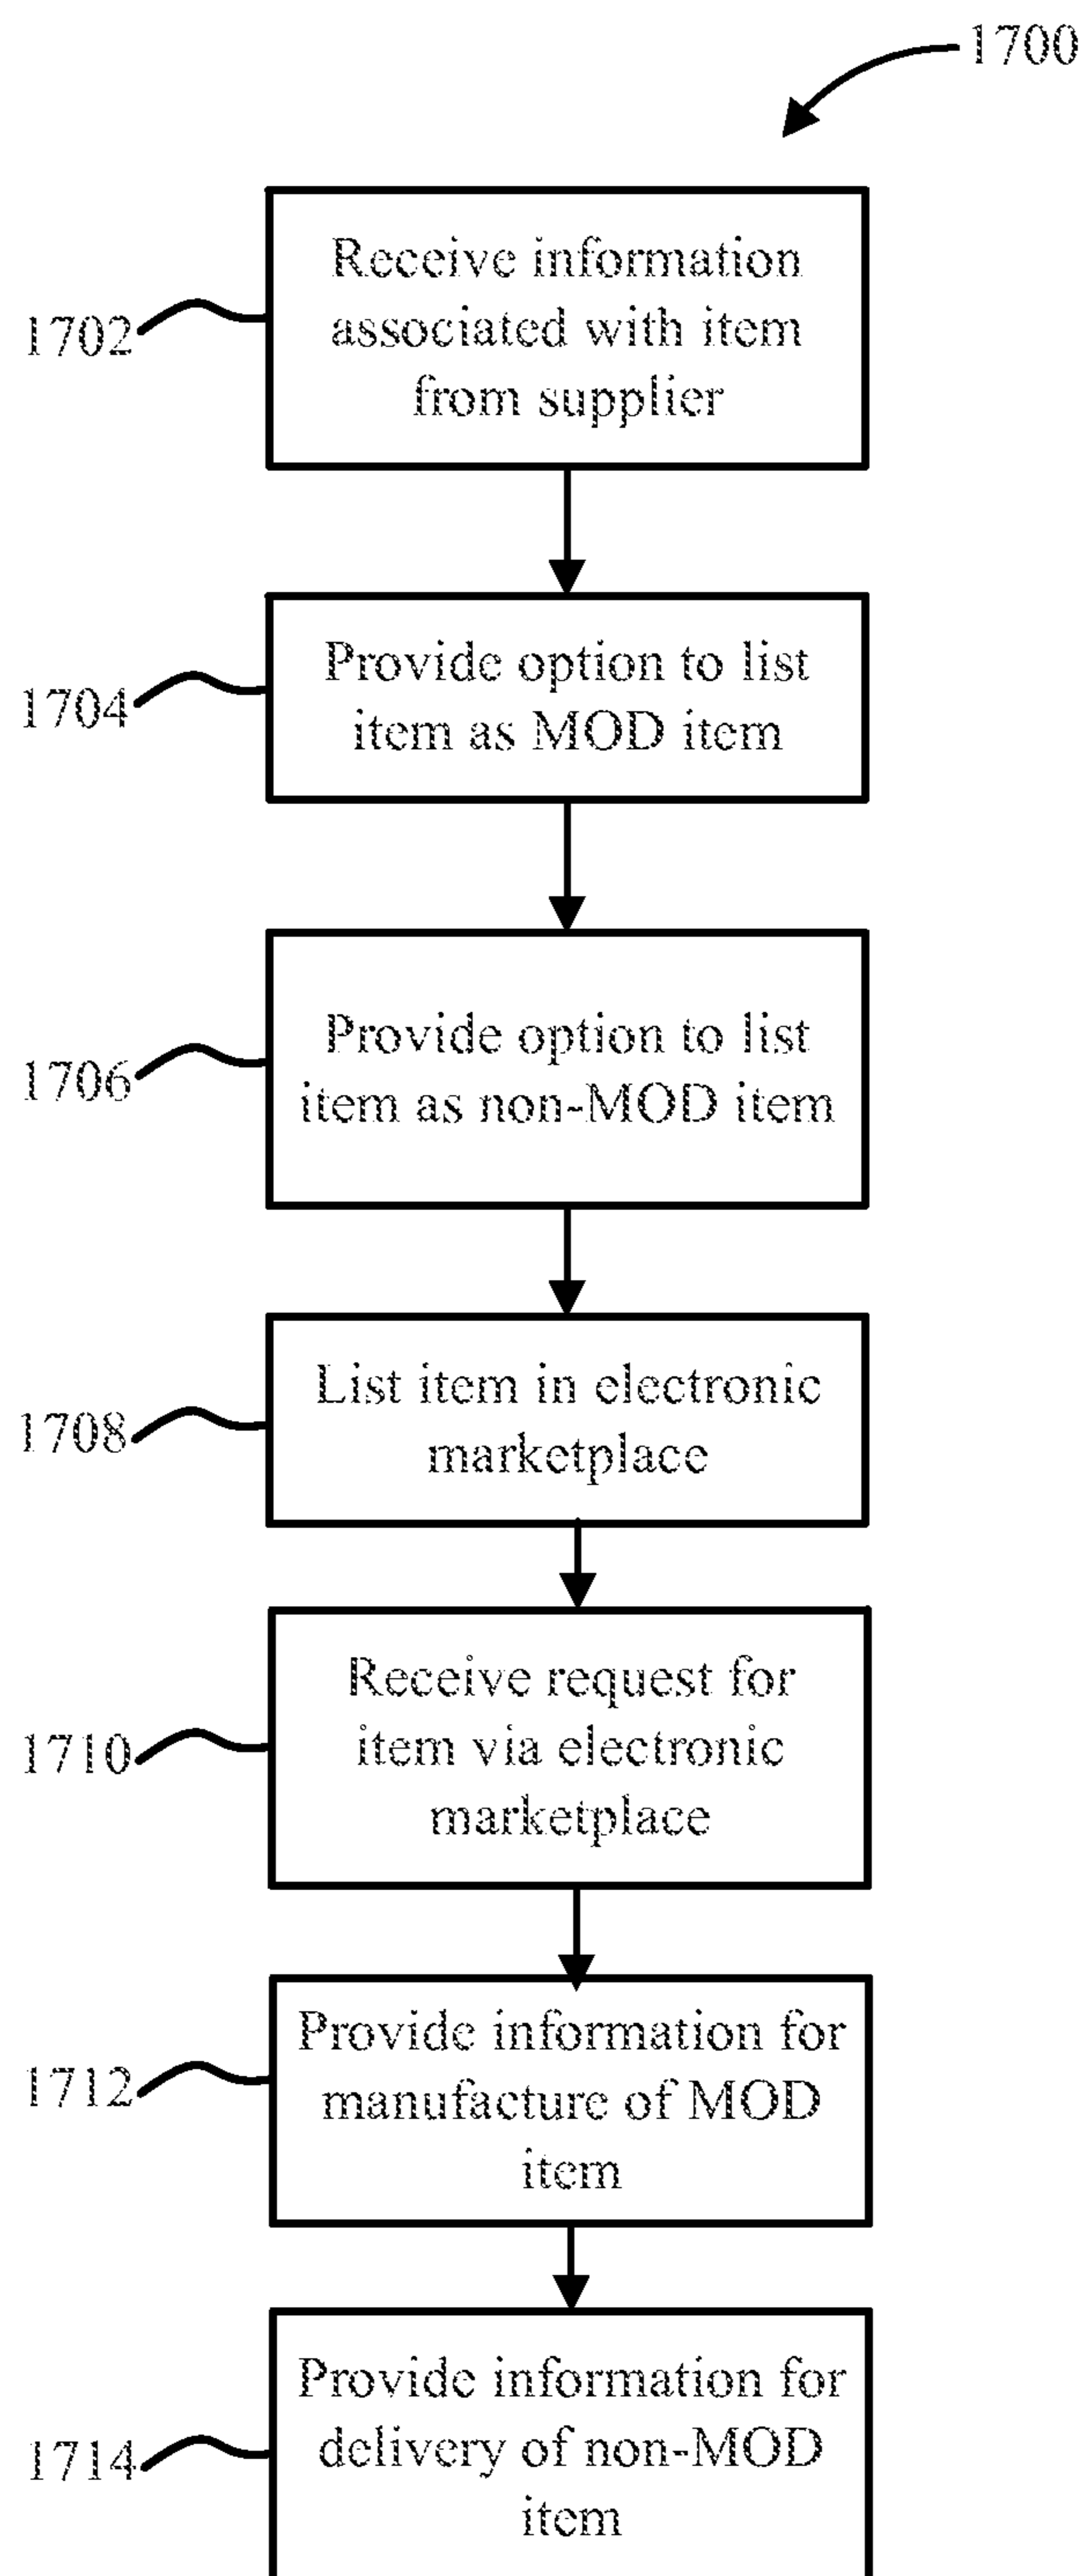 1700
Receive information
associated with item
from supplier
1702
Provide option to list
item as MOD item
1704
Provide option to list
item as non-MOD item
1706
List item in electronic
marketplace
1708
Receive request for
item via electronic
marketplace
1710
Provide information for
manufacture of MOD
item
1712
Provide information for
delivery of non-MOD
item
1714